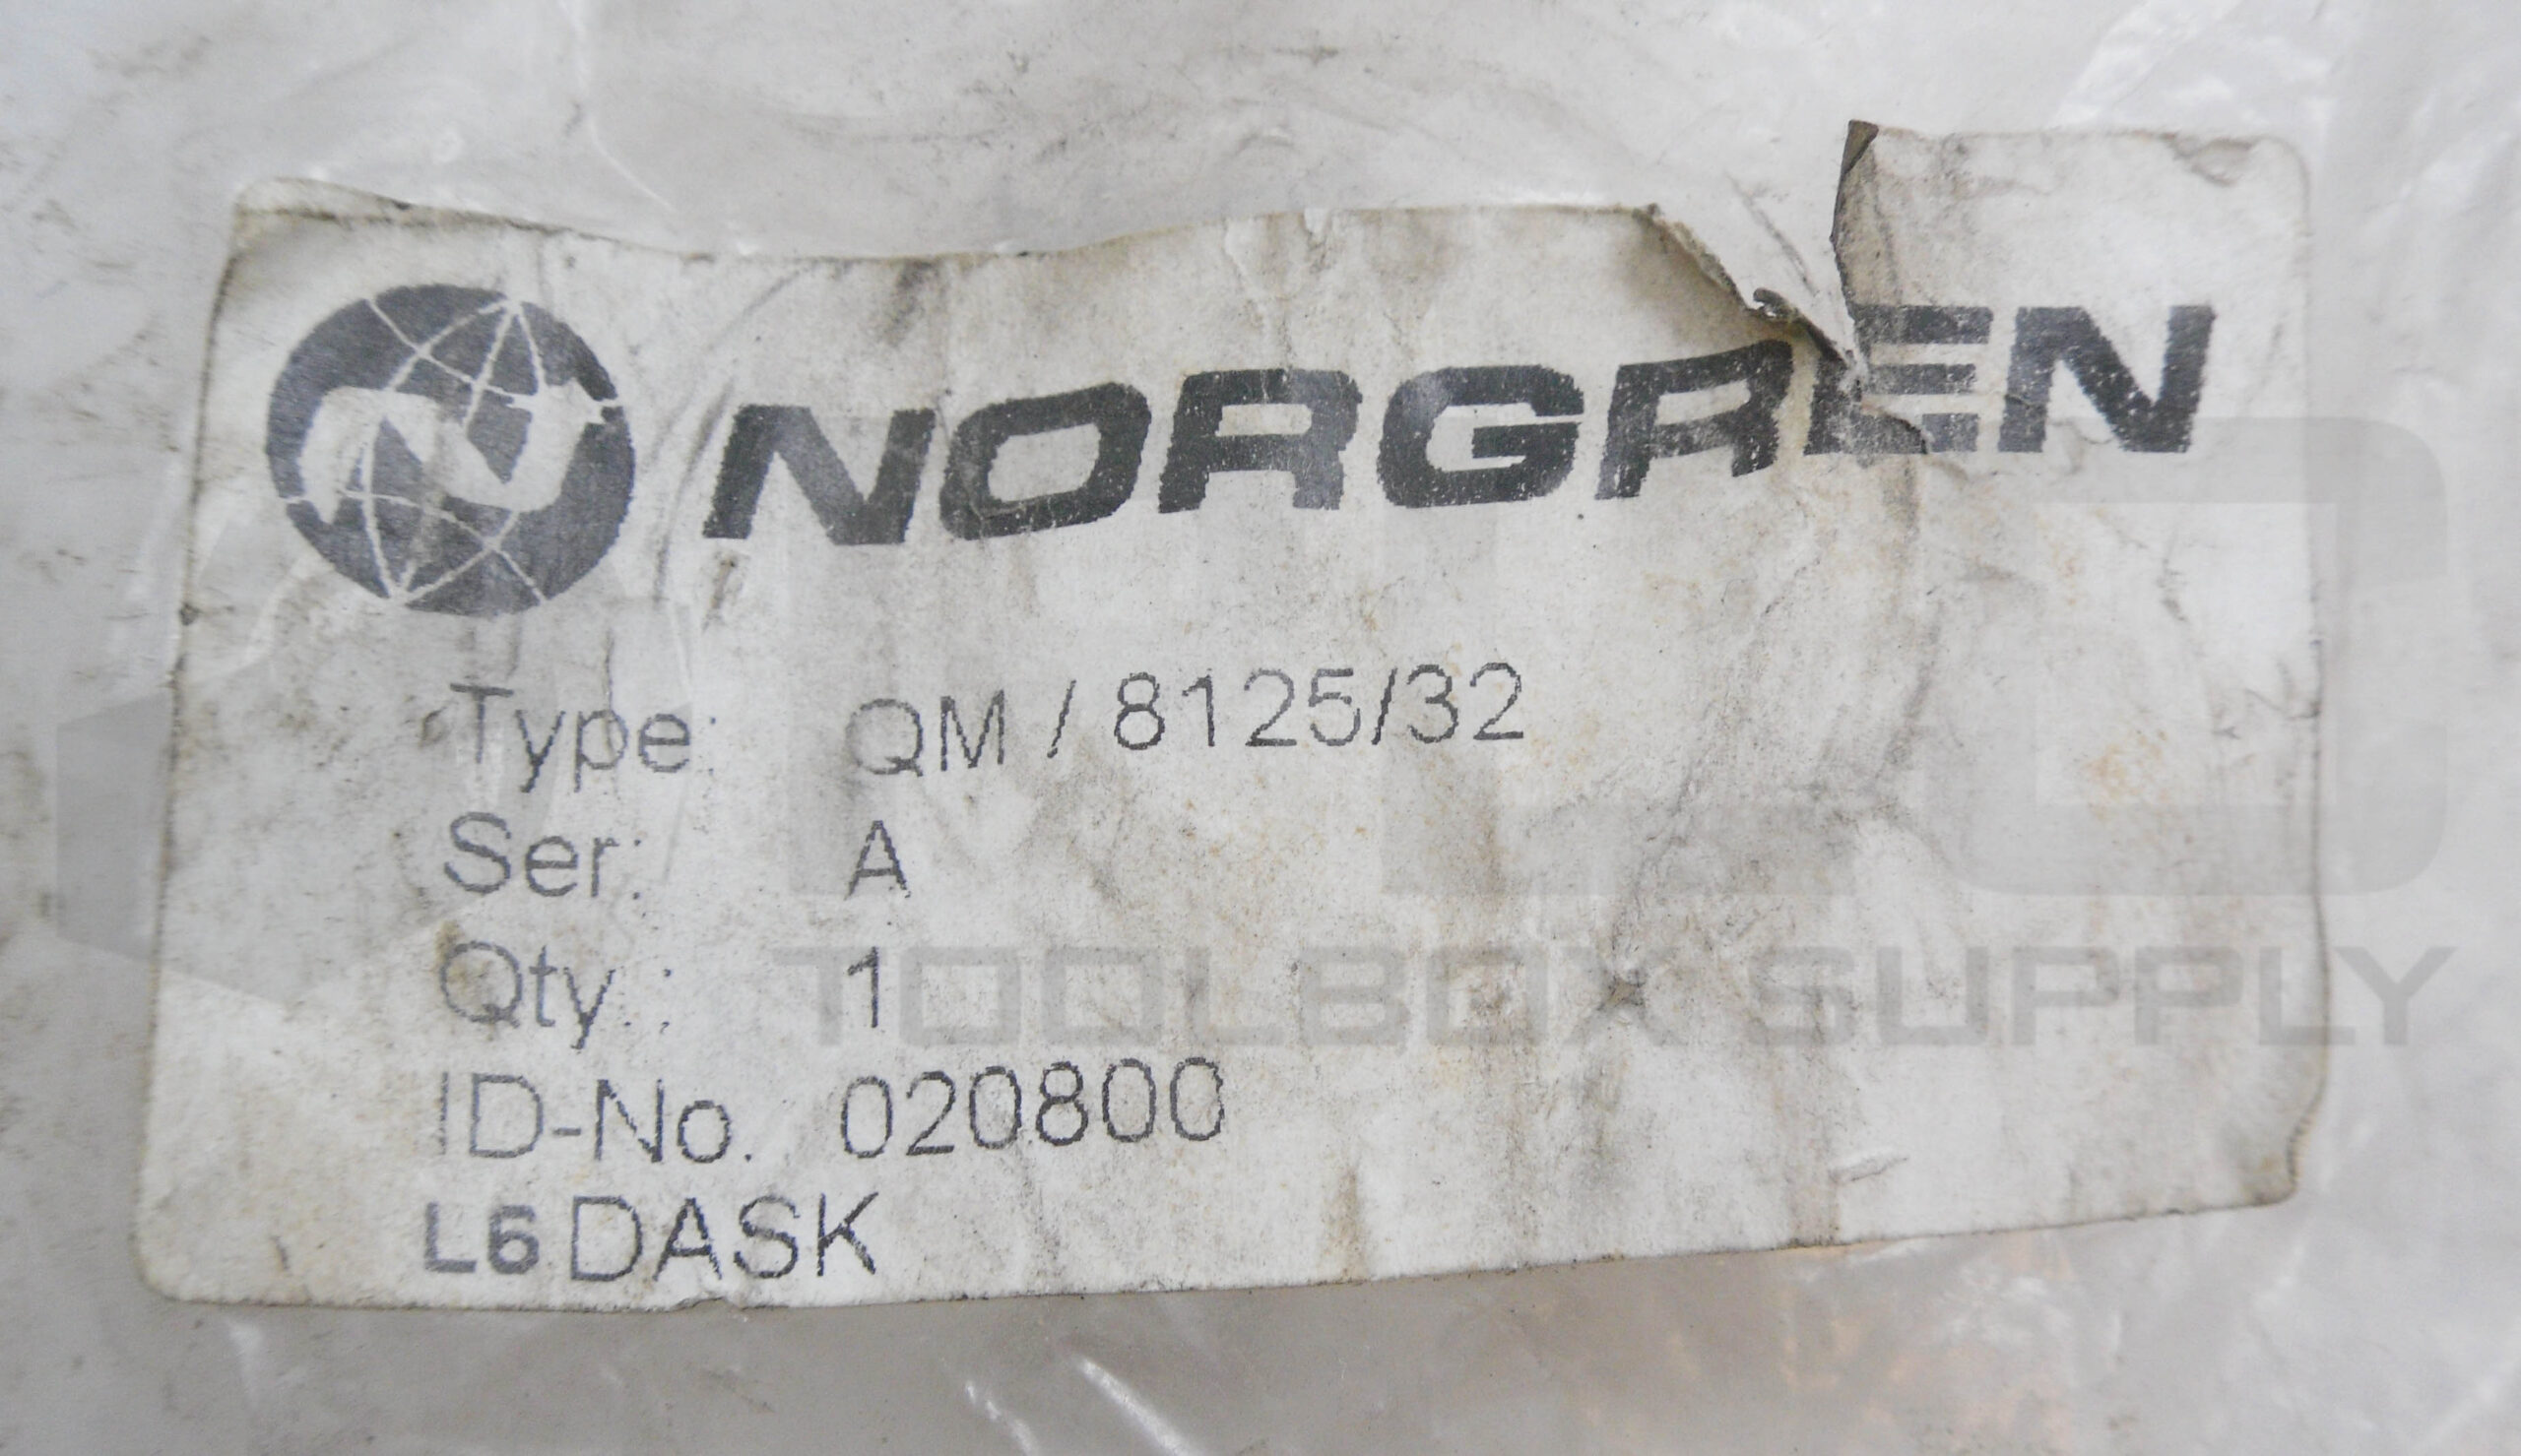 NORGREN
Type: QM / 8125/32
Ser: A
Qty.: 1
ID-No. 020800
L6 DASK
TOOLBOX SUPPLY